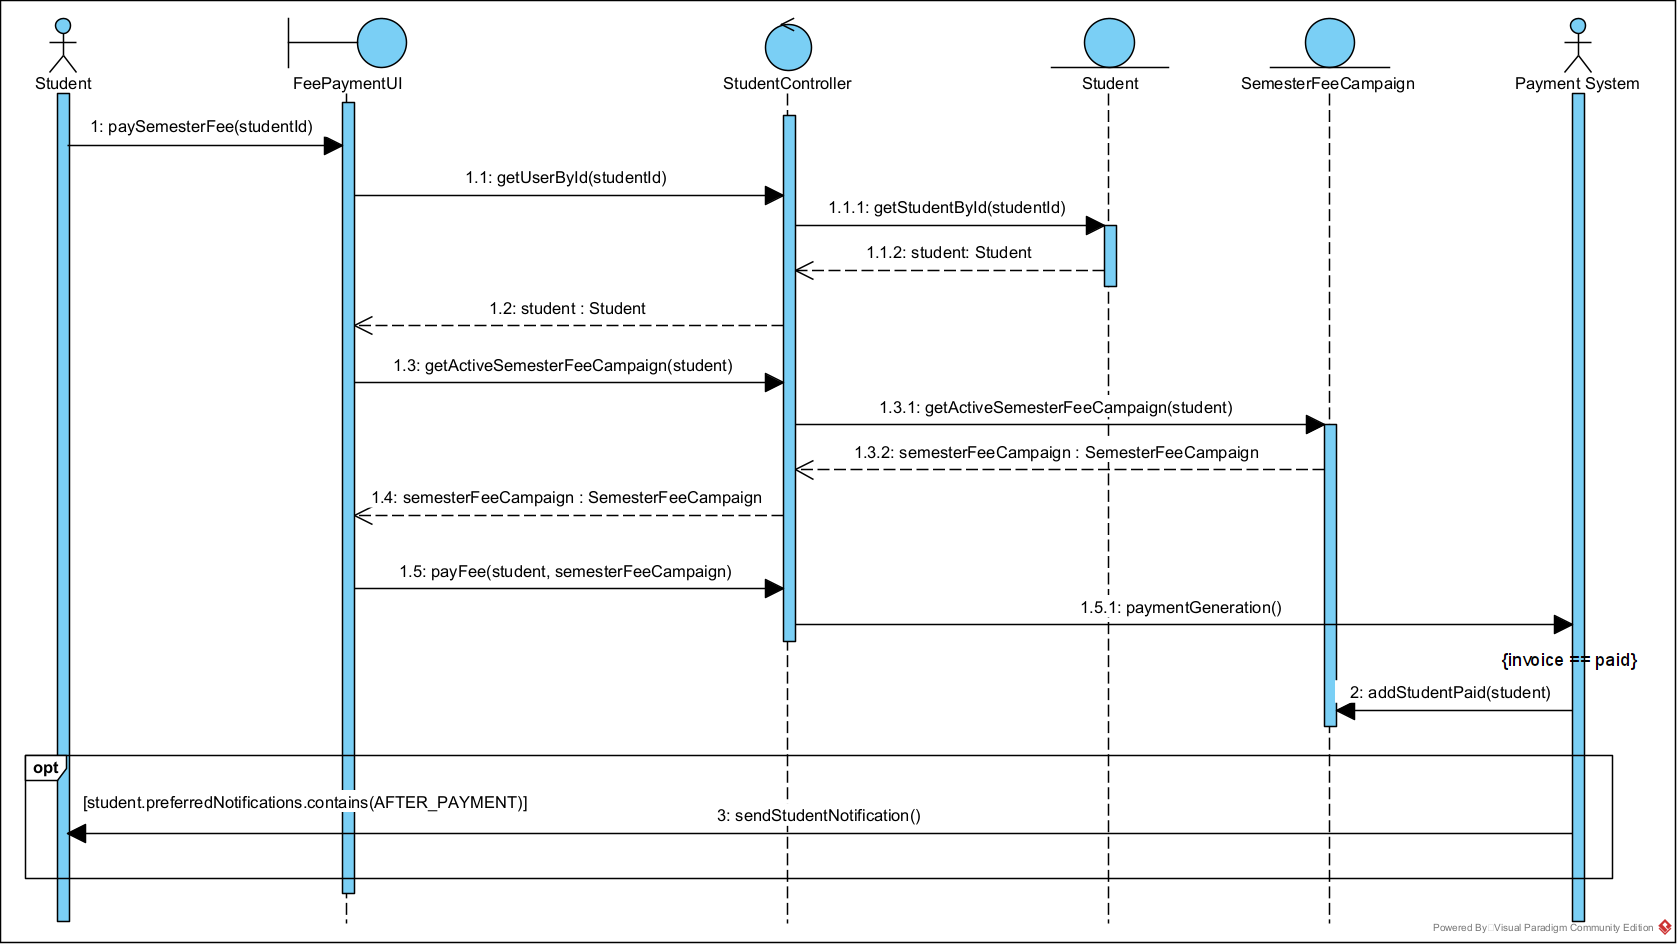 Student
FeePaymentUI
StudentController
Student
SemesterFeeCampaign
Payment System
1: paySemesterFee(studentId)
1.1: getUserById(studentId)
1.1.1: getStudentById(studentId)
1.1.2: student: Student
1.2: student : Student
1.3: getActiveSemesterFeeCampaign(student)
1.3.1: getActiveSemesterFeeCampaign(student)
1.3.2: semesterFeeCampaign : SemesterFeeCampaign
1.4: semesterFeeCampaign : SemesterFeeCampaign
1.5: payFee(student, semesterFeeCampaign)
1.5.1: paymentGeneration()
{invoice == paid}
2: addStudentPaid(student)
opt
[student.preferredNotifications.contains(AFTER_PAYMENT)]
3: sendStudentNotification()
Powered By Visual Paradigm Community Edition